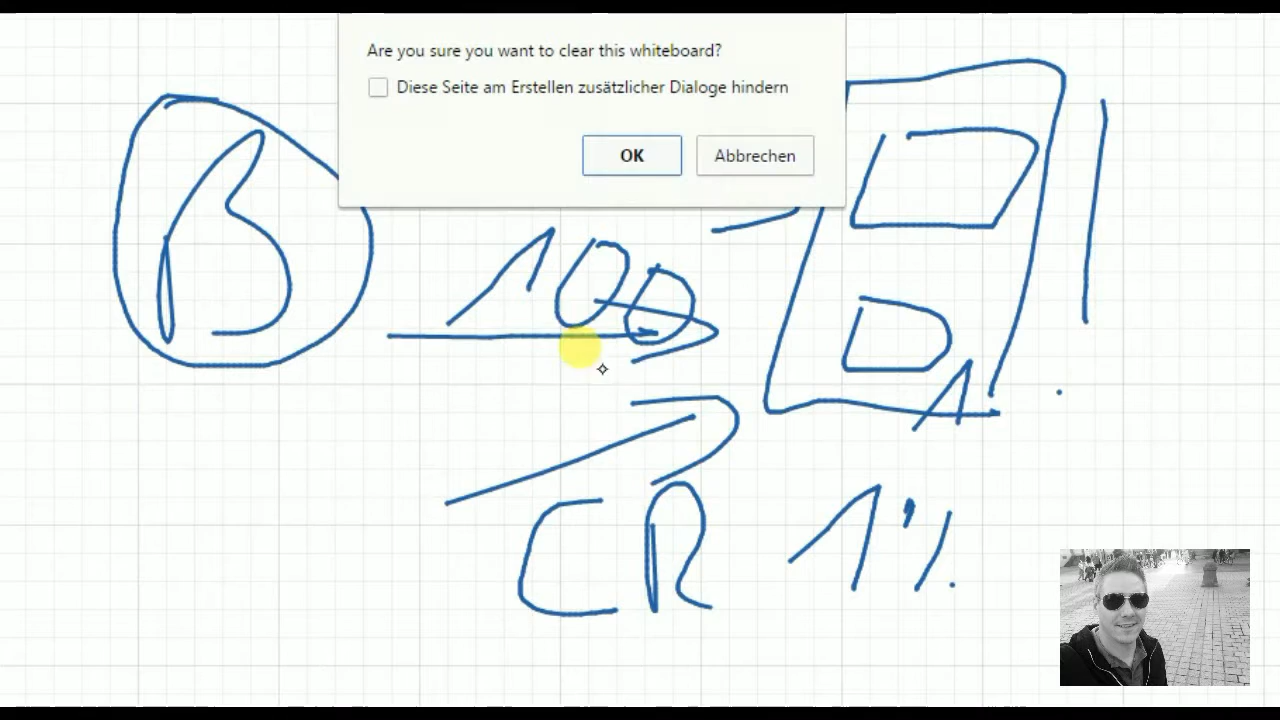 Are you sure you want to clear this whiteboard?
Diese Seite am Erstellen zusätzlicher Dialoge hindern
OK
Abbrechen
B
100
1
CR 1%